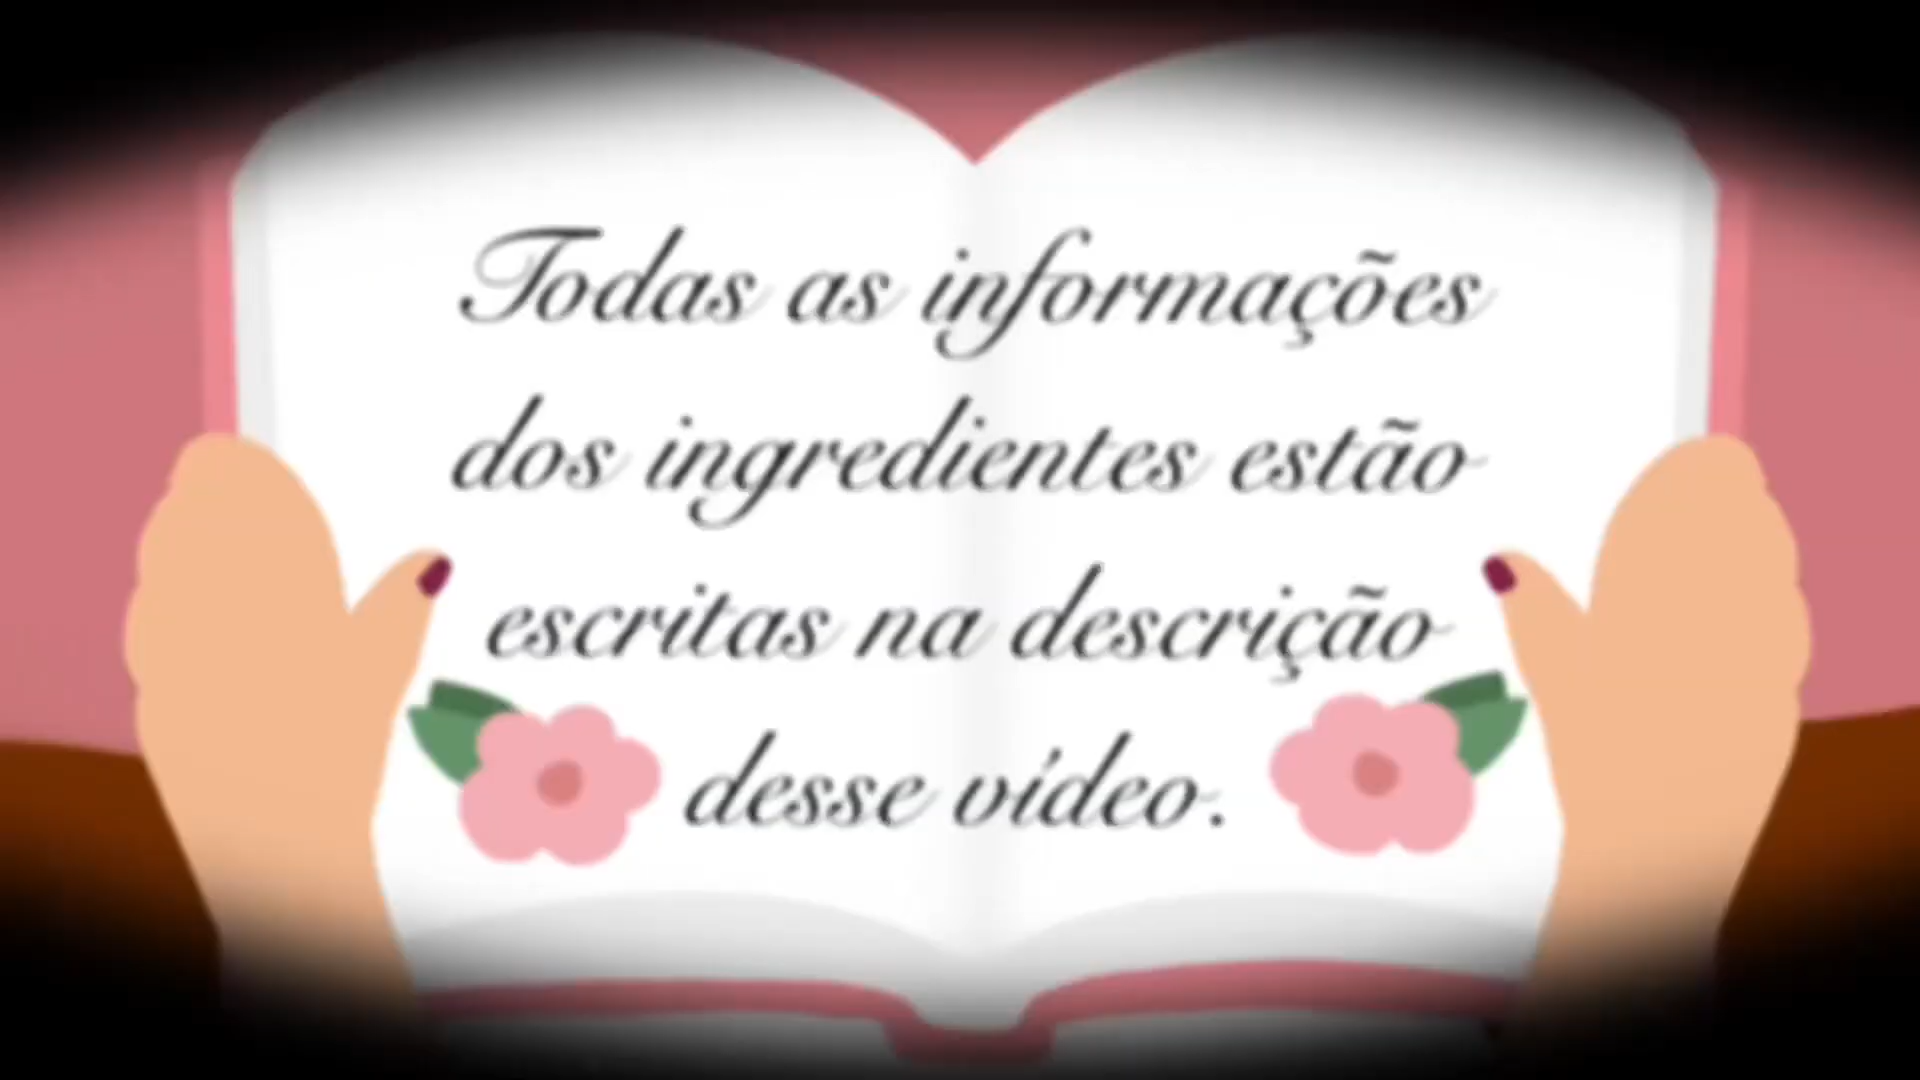 Todas as informações
dos ingredientes estão
escritas na descrição
desse vídeo.